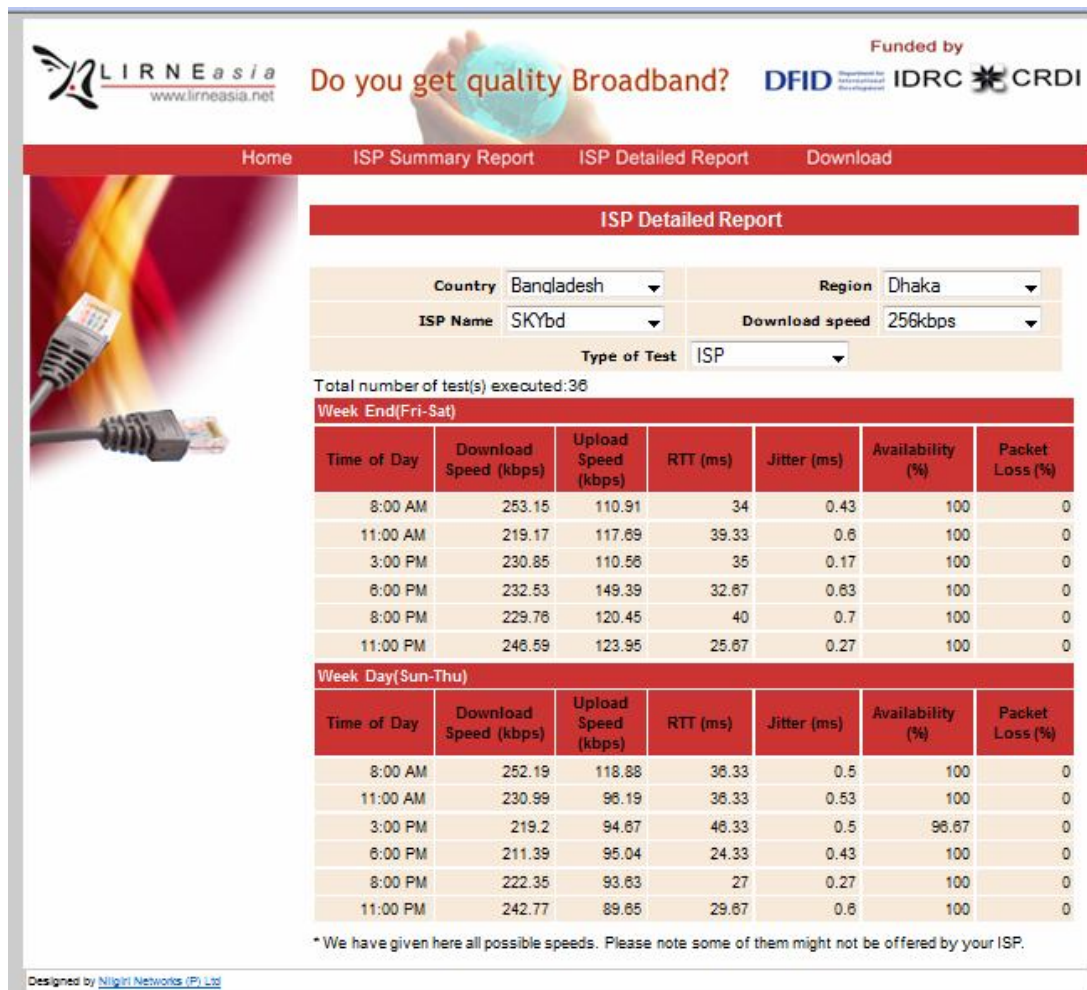 LIRNEasia
www.lirneasia.net
Do you get quality Broadband?
Funded by
DFID Department for International Development IDRC CRDI
Home ISP Summary Report ISP Detailed Report Download
ISP Detailed Report
Country Bangladesh Region Dhaka
ISP Name SKYbd Download speed 256kbps
Type of Test ISP
Total number of test(s) executed:36
Week End(Fri-Sat)
Time of Day Download Speed (kbps) Upload Speed (kbps) RTT (ms) Jitter (ms) Availability (%) Packet Loss (%)
8:00 AM 253.15 110.91 34 0.43 100 0
11:00 AM 219.17 117.69 39.33 0.6 100 0
3:00 PM 230.85 110.56 35 0.17 100 0
6:00 PM 232.53 149.39 32.67 0.63 100 0
8:00 PM 229.76 120.45 40 0.7 100 0
11:00 PM 246.59 123.95 25.67 0.27 100 0
Week Day(Sun-Thu)
Time of Day Download Speed (kbps) Upload Speed (kbps) RTT (ms) Jitter (ms) Availability (%) Packet Loss (%)
8:00 AM 252.19 118.88 36.33 0.5 100 0
11:00 AM 230.99 96.19 36.33 0.53 100 0
3:00 PM 219.2 94.67 46.33 0.5 96.67 0
6:00 PM 211.39 95.04 24.33 0.43 100 0
8:00 PM 222.35 93.63 27 0.27 100 0
11:00 PM 242.77 89.65 29.67 0.6 100 0
* We have given here all possible speeds. Please note some of them might not be offered by your ISP.
Designed by Nilgiri Networks (P) Ltd